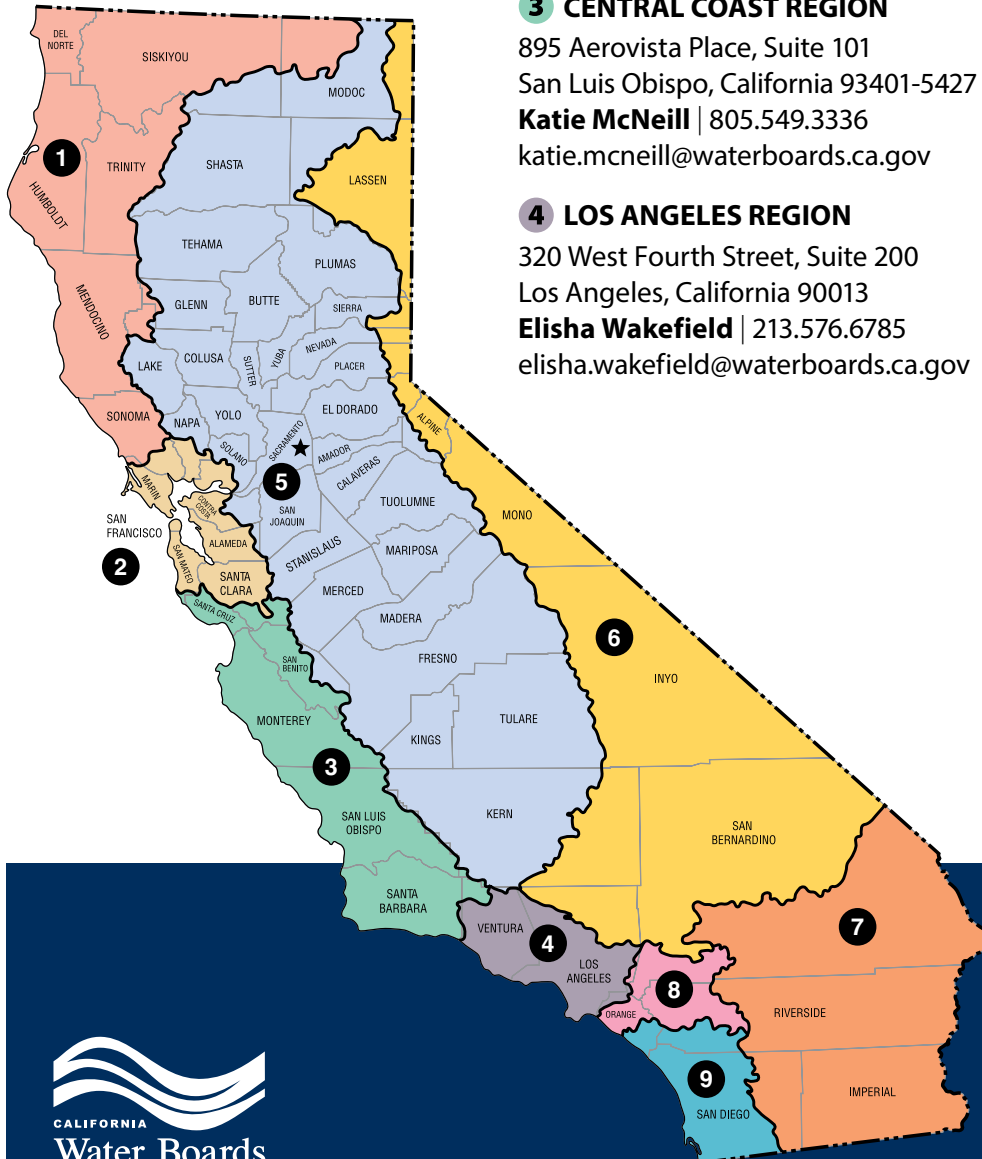 3 CENTRAL COAST REGION
895 Aerovista Place, Suite 101
San Luis Obispo, California 93401-5427
Katie McNeill | 805.549.3336
katie.mcneill@waterboards.ca.gov
4 LOS ANGELES REGION
320 West Fourth Street, Suite 200
Los Angeles, California 90013
Elisha Wakefield | 213.576.6785
elisha.wakefield@waterboards.ca.gov
DEL
NORTE
SISKIYOU
MODOC
1
TRINITY
SHASTA
LASSEN
HUMBOLDT
TEHAMA
PLUMAS
MENDOCINO
GLENN
BUTTE
SIERRA
LAKE
COLUSA
SUTTER
YUBA
NEVADA
PLACER
SONOMA
NAPA
YOLO
EL DORADO
ALPINE
SOLANO
SACRAMENTO
AMADOR
CALAVERAS
5
MARIN
CONTRA
COSTA
SAN
JOAQUIN
TUOLUMNE
MONO
SAN
FRANCISCO
ALAMEDA
STANISLAUS
MARIPOSA
2
SAN MATEO
SANTA
CLARA
MERCED
SANTA CRUZ
MADERA
6
SAN
BENITO
FRESNO
INYO
MONTEREY
TULARE
KINGS
3
SAN LUIS
OBISPO
KERN
SAN
BERNARDINO
SANTA
BARBARA
VENTURA
4
LOS
ANGELES
7
8
ORANGE
RIVERSIDE
9
SAN DIEGO
IMPERIAL
CALIFORNIA
Water Boards